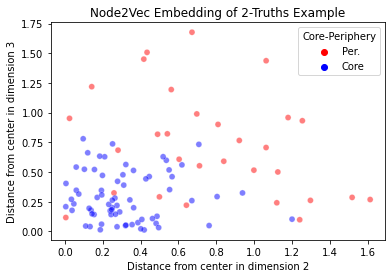 Node2Vec Embedding of 2-Truths Example
Core-Periphery
Per.
Core
Distance from center in dimension 3
1.75
1.50
1.25
1.00
0.75
0.50
0.25
0.00
0.0 0.2 0.4 0.6 0.8 1.0 1.2 1.4 1.6
Distance from center in dimension 2